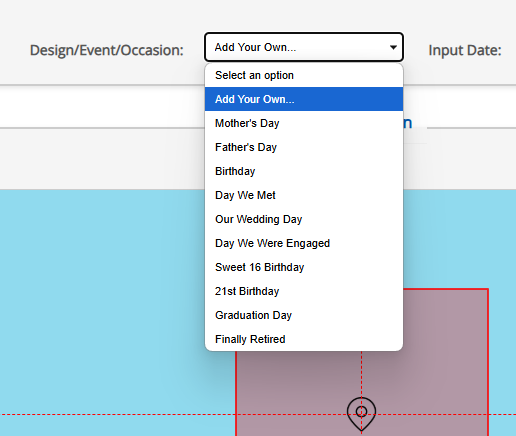 Design/Event/Occasion:
Add Your Own...
Input Date:
Select an option
Add Your Own...
Mother's Day
Father's Day
Birthday
Day We Met
Our Wedding Day
Day We Were Engaged
Sweet 16 Birthday
21st Birthday
Graduation Day
Finally Retired